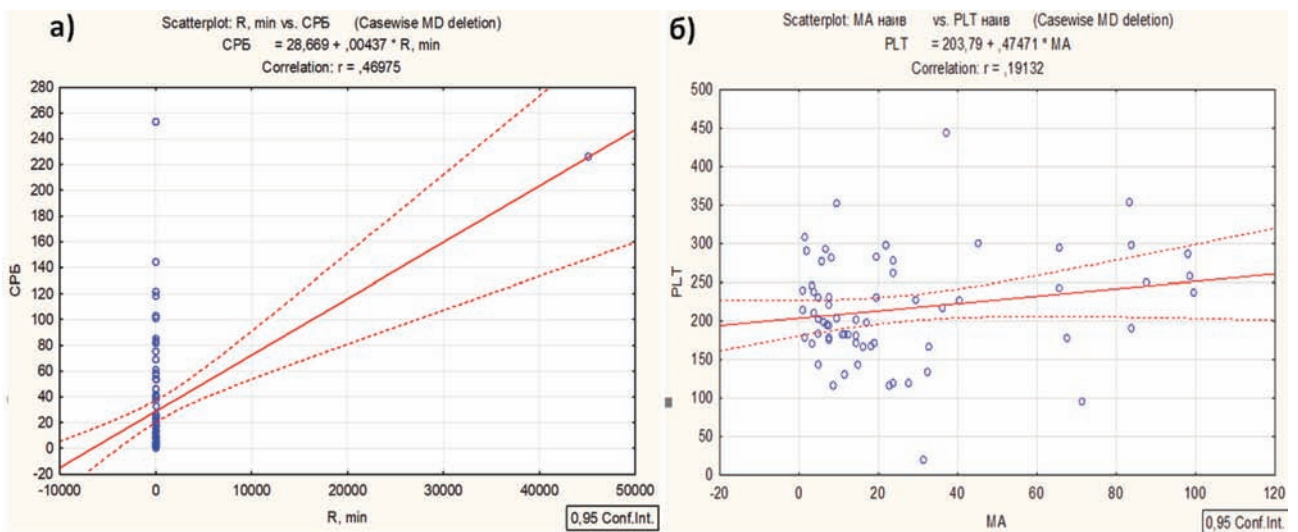 а)
Scatterplot: R, min vs. СРБ (Casewise MD deletion)
СРБ = 28,669 + ,00437 * R, min
Correlation: r = ,46975
280
260
240
220
200
180
160
140
120
100
80
60
40
20
0
-20
СРБ
-10000 0 10000 20000 30000 40000 50000
R, min
0,95 Conf.Int.
б)
Scatterplot: MA наив vs. PLT наив (Casewise MD deletion)
PLT = 203,79 + ,47471 * MA
Correlation: r = ,19132
500
450
400
350
300
250
200
150
100
50
0
PLT
-20 0 20 40 60 80 100 120
MA
0,95 Conf.Int.